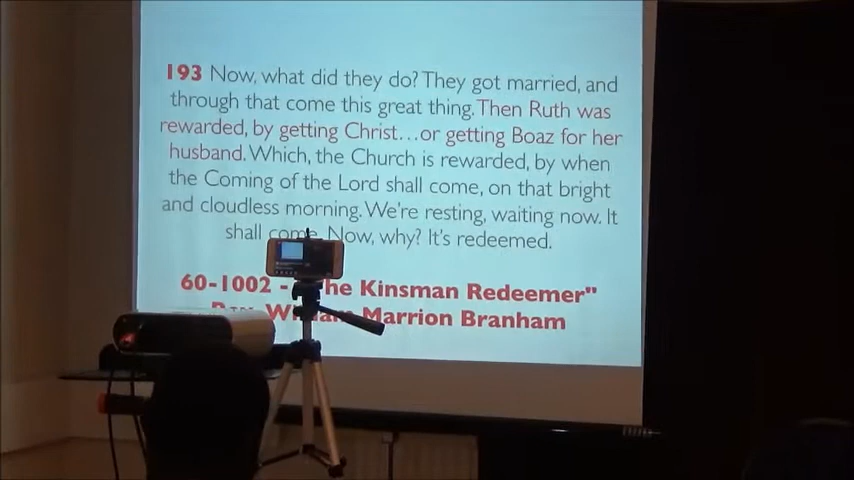 193 Now, what did they do? They got married, and
through that come this great thing. Then Ruth was
rewarded, by getting Christ...or getting Boaz for her
husband. Which, the Church is rewarded, by when
the Coming of the Lord shall come, on that bright
and cloudless morning. We're resting, waiting now. It
shall come. Now, why? It's redeemed.
60-1002 - The Kinsman Redeemer"
Marrion Branham